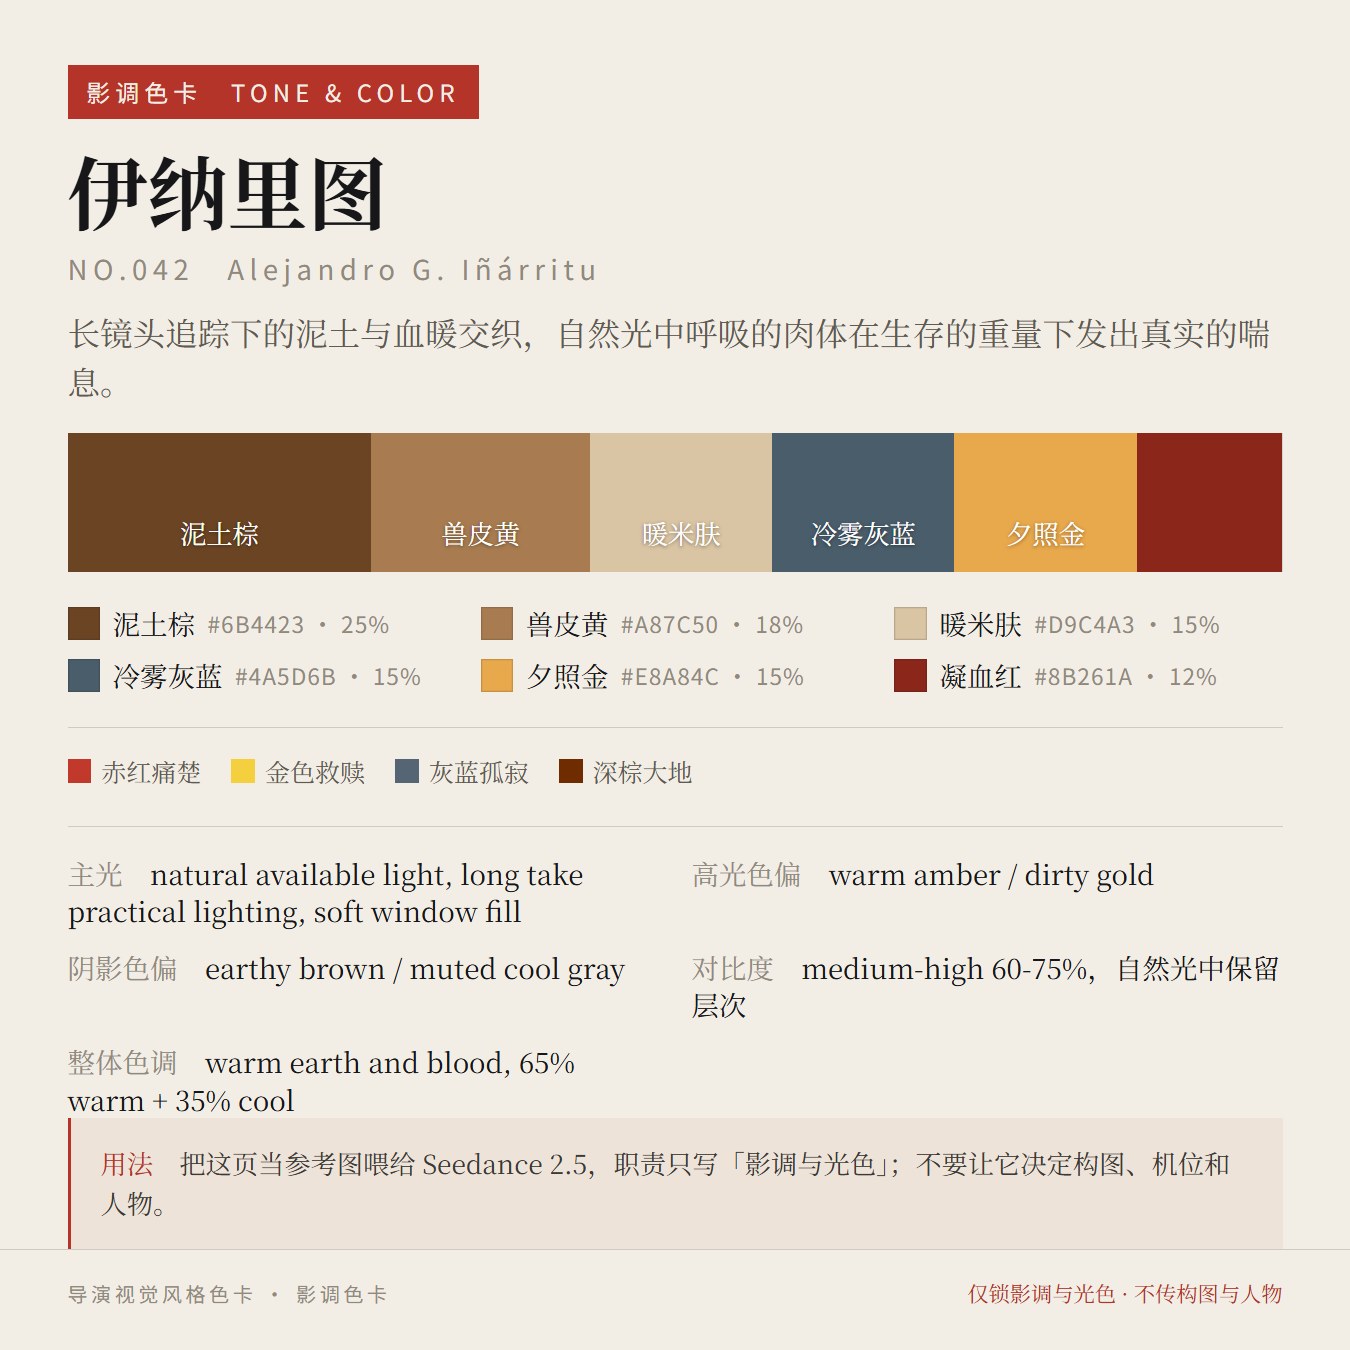 影调色卡 TONE & COLOR
伊纳里图
NO.042 Alejandro G. Iñárritu
长镜头追踪下的泥土与血暖交织，自然光中呼吸的肉体在生存的重量下发出真实的喘
息。
泥土棕 兽皮黄 暖米肤 冷雾灰蓝 夕照金
泥土棕 #6B4423 • 25% 兽皮黄 #A87C50 • 18% 暖米肤 #D9C4A3 • 15%
冷雾灰蓝 #4A5D6B • 15% 夕照金 #E8A84C • 15% 凝血红 #8B261A • 12%
赤红痛楚 金色救赎 灰蓝孤寂 深棕大地
主光 natural available light, long take
practical lighting, soft window fill
高光色偏 warm amber / dirty gold
阴影色偏 earthy brown / muted cool gray
对比度 medium-high 60-75%，自然光中保留
层次
整体色调 warm earth and blood, 65%
warm + 35% cool
用法 把这页当参考图喂给 Seedance 2.5，职责只写「影调与光色」；不要让它决定构图、机位和
人物。
导演视觉风格色卡 • 影调色卡
仅锁影调与光色 · 不传构图与人物